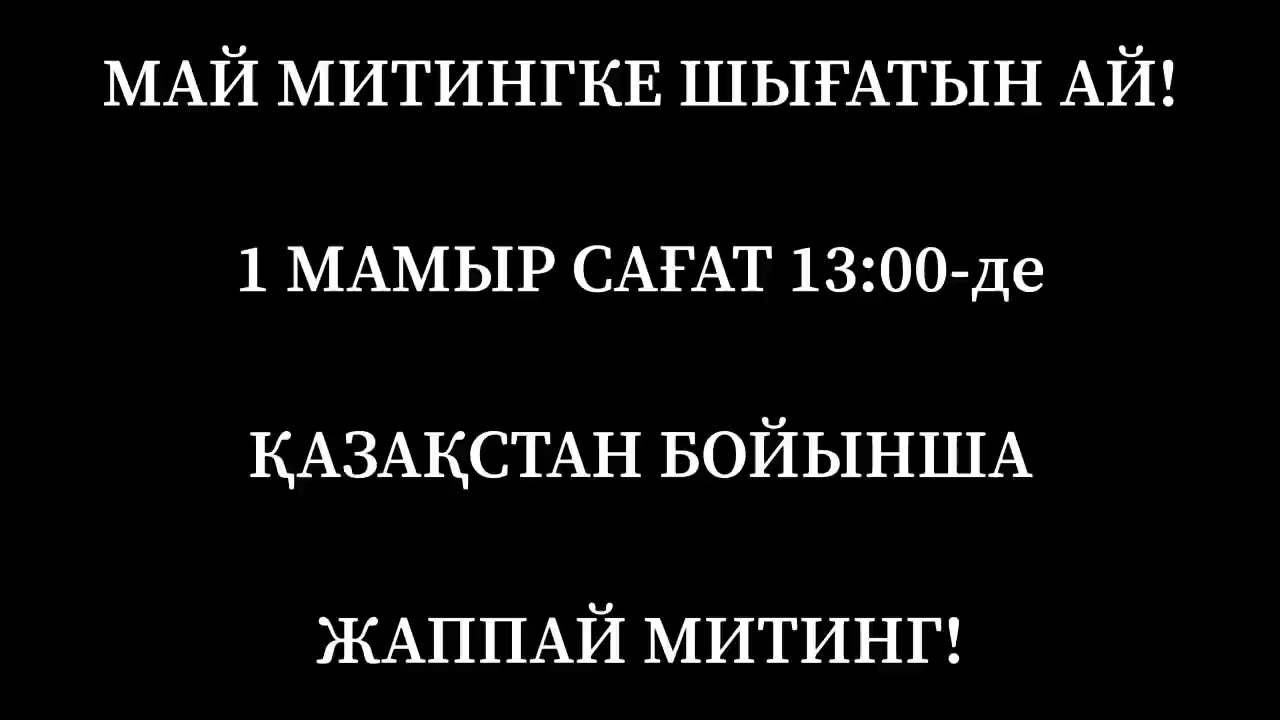 МАЙ МИТИНГКЕ ШЫҒАТЫН АЙ!
1 МАМЫР САҒАТ 13:00-де
ҚАЗАҚСТАН БОЙЫНША
ЖАППАЙ МИТИНГ!